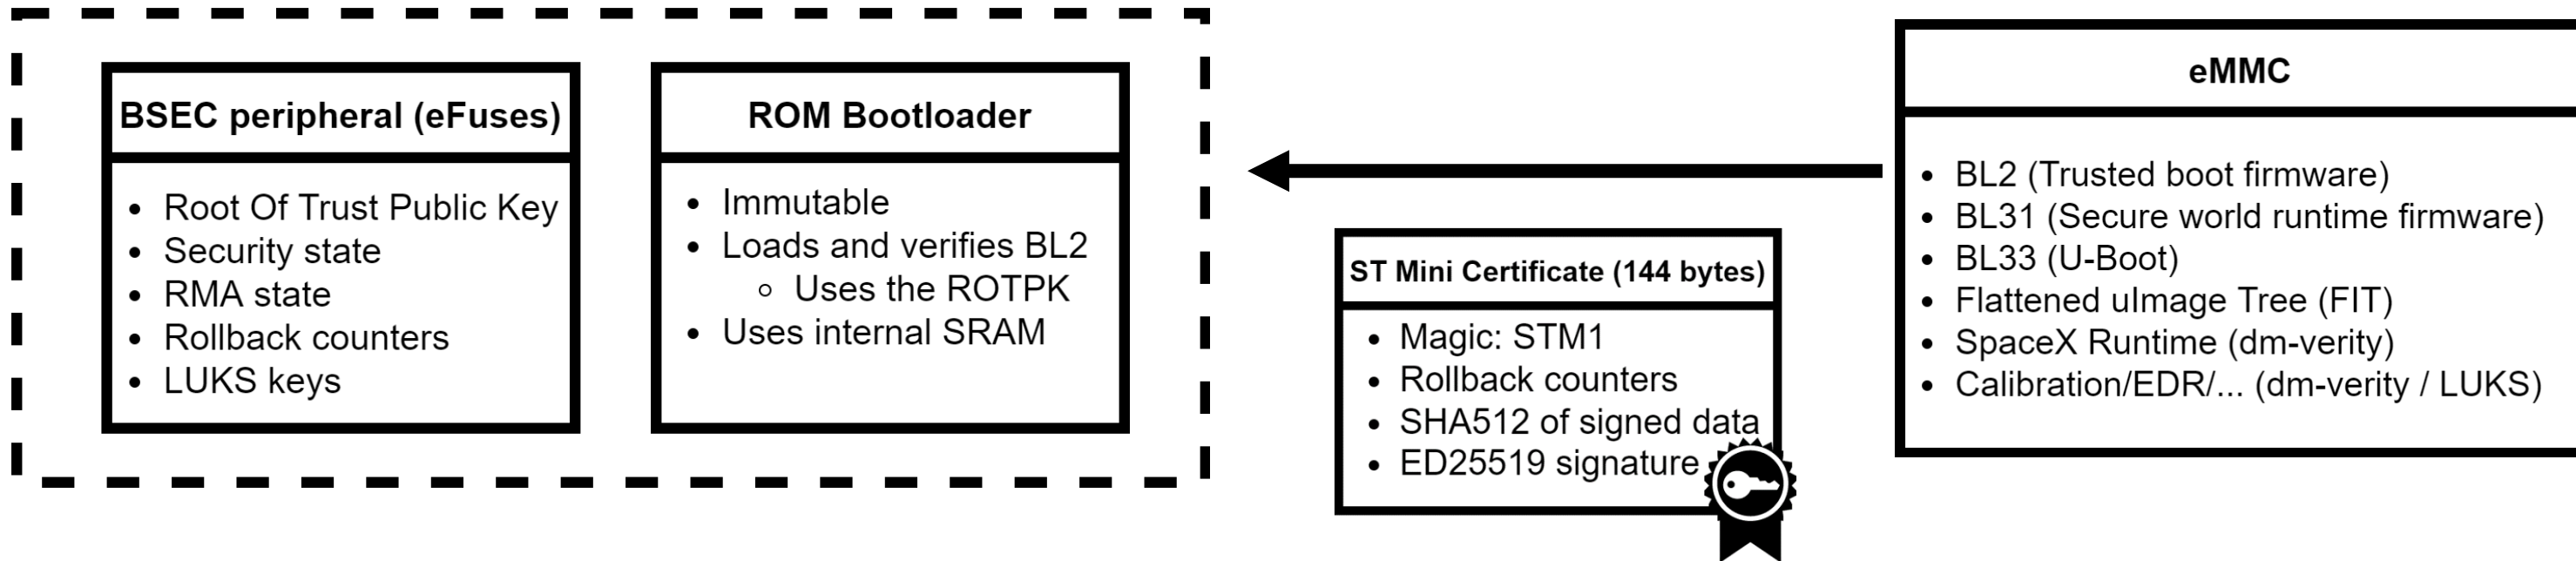 BSEC peripheral (eFuses)
• Root Of Trust Public Key
• Security state
• RMA state
• Rollback counters
• LUKS keys
ROM Bootloader
• Immutable
• Loads and verifies BL2
○ Uses the ROTPK
• Uses internal SRAM
ST Mini Certificate (144 bytes)
• Magic: STM1
• Rollback counters
• SHA512 of signed data
• ED25519 signature
eMMC
• BL2 (Trusted boot firmware)
• BL31 (Secure world runtime firmware)
• BL33 (U-Boot)
• Flattened uImage Tree (FIT)
• SpaceX Runtime (dm-verity)
• Calibration/EDR/... (dm-verity / LUKS)